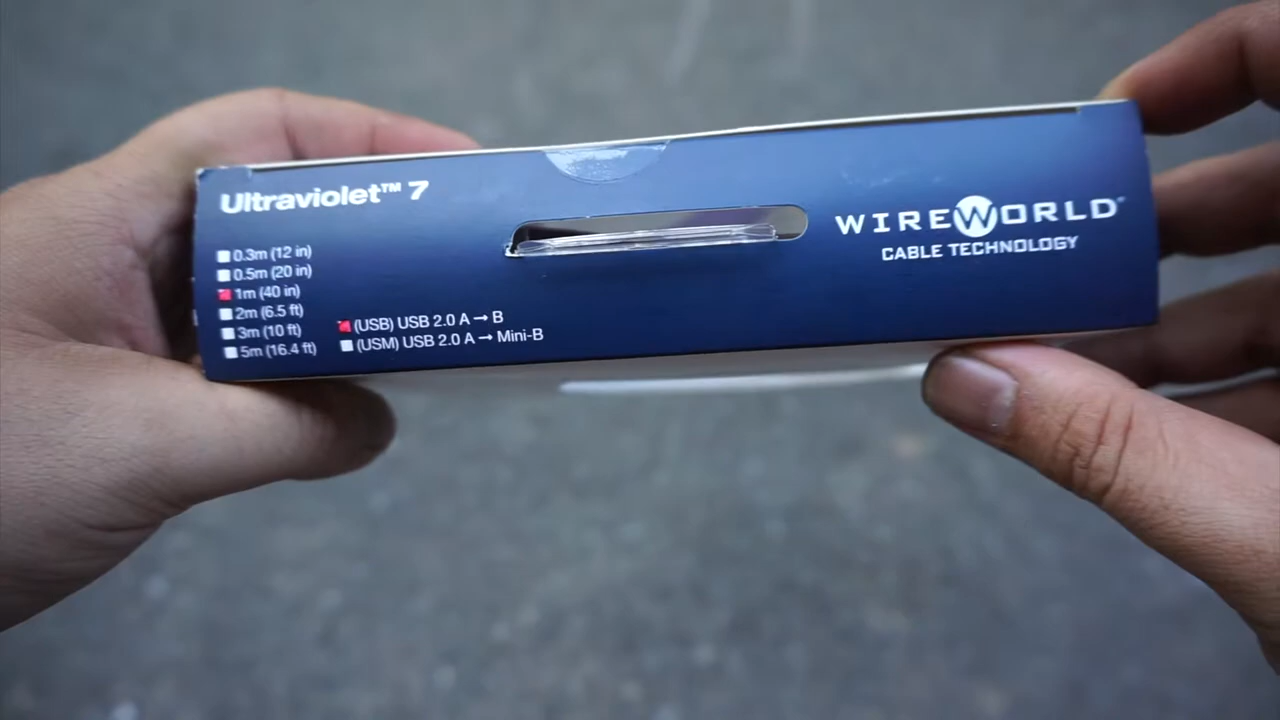 Ultraviolet™ 7
0.3m (12 in)
0.5m (20 in)
1m (40 in)
2m (6.5 ft)
3m (10 ft)
5m (16.4 ft)
(USB) USB 2.0 A → B
(USM) USB 2.0 A → Mini-B
WIREWORLD®
CABLE TECHNOLOGY